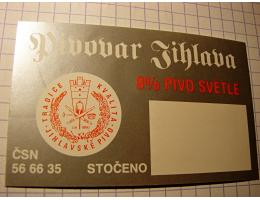 Pivovar Jihlava
8% PIVO SVĚTLÉ
TRADICE KVALITA
JIHLAVSKÉ PIVO
ČSN
56 66 35
STOČENO